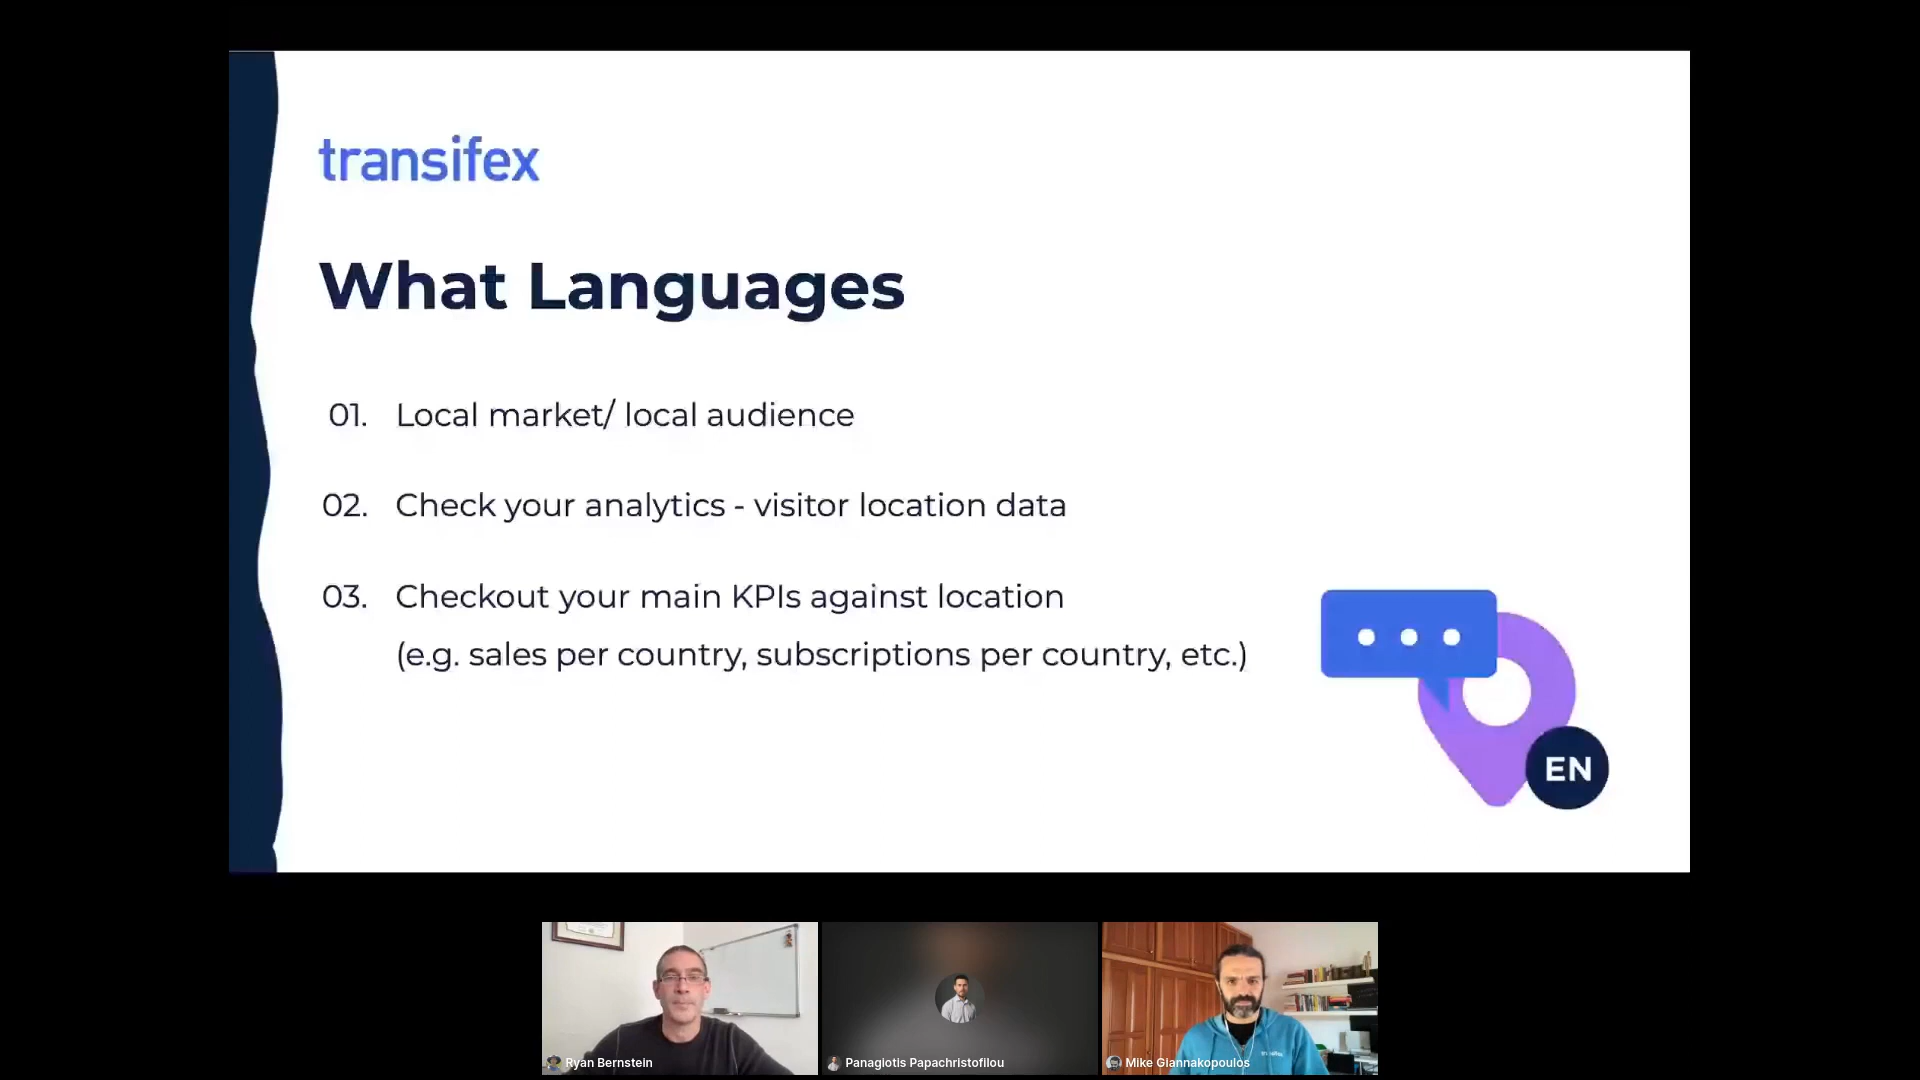 transifex
What Languages
01. Local market/ local audience
02. Check your analytics - visitor location data
03. Checkout your main KPIs against location
(e.g. sales per country, subscriptions per country, etc.)
EN
Ryan Bernstein
Panagiotis Papachristofilou
Mike Giannakopoulos